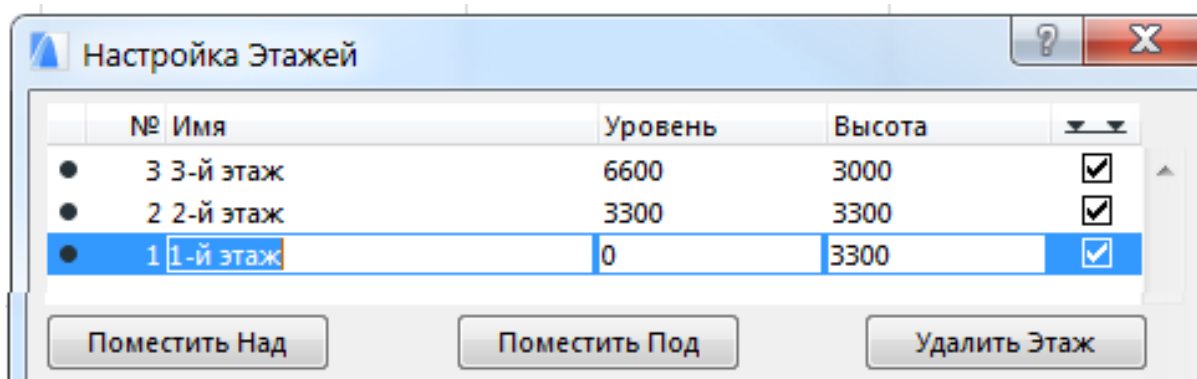 Настройка Этажей
№ Имя Уровень Высота
3 3-й этаж 6600 3000
2 2-й этаж 3300 3300
1 1-й этаж 0 3300
Поместить Над Поместить Под Удалить Этаж